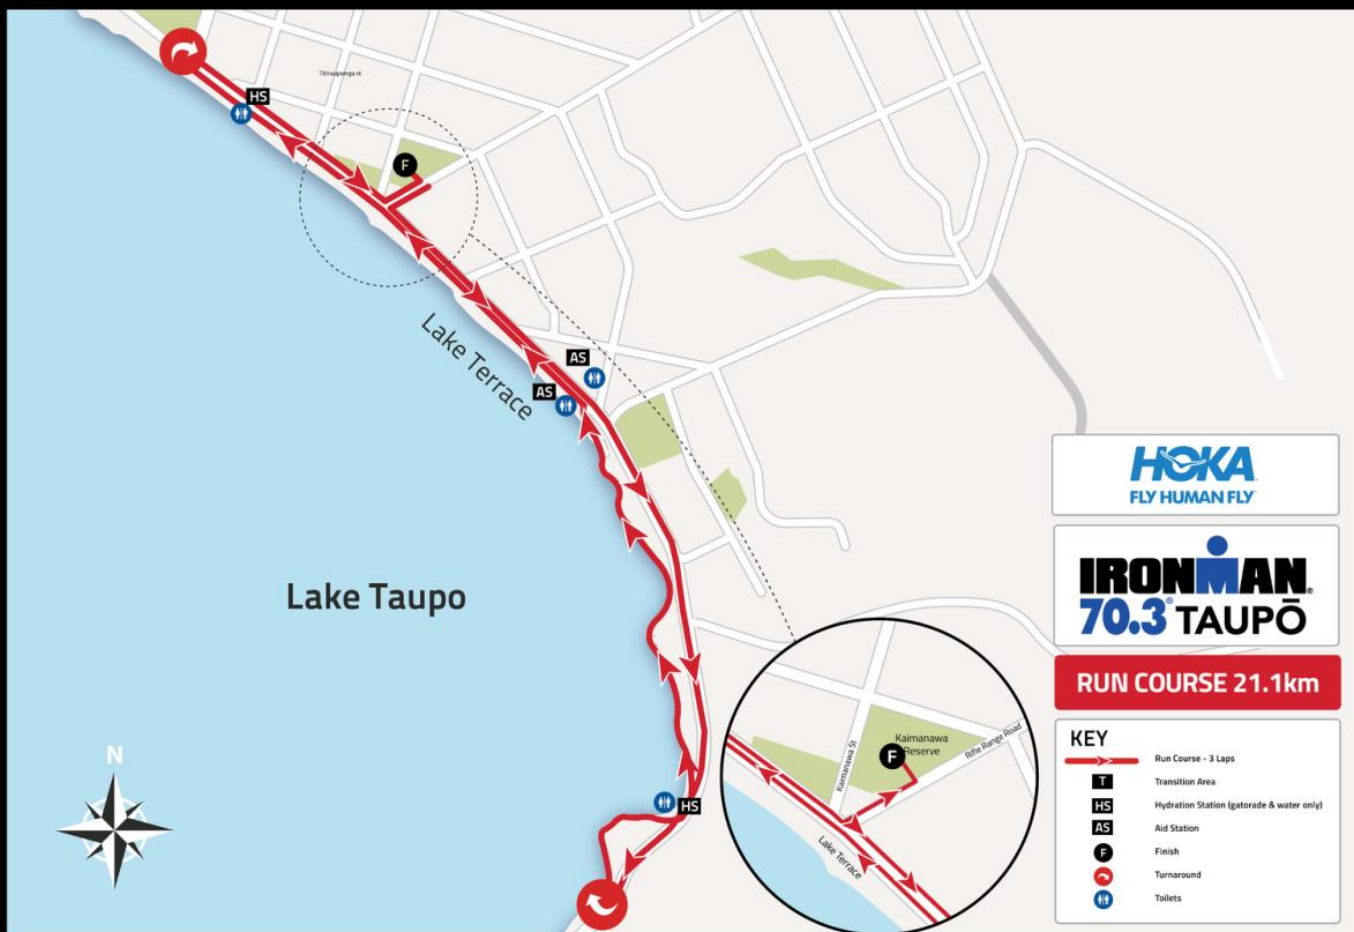 Titiraupenga st
HS
F
Lake Terrace
AS
AS
HOKA
FLY HUMAN FLY
IRONMAN
70.3 TAUPŌ
Lake Taupo
RUN COURSE 21.1km
Kaimanawa
Reserve
F
Kaimanawa St
Rifle Range Road
Lake Terrace
N
HS
KEY
Run Course - 3 Laps
T
Transition Area
HS
Hydration Station (gatorade & water only)
AS
Aid Station
F
Finish
Turnaround
Toilets